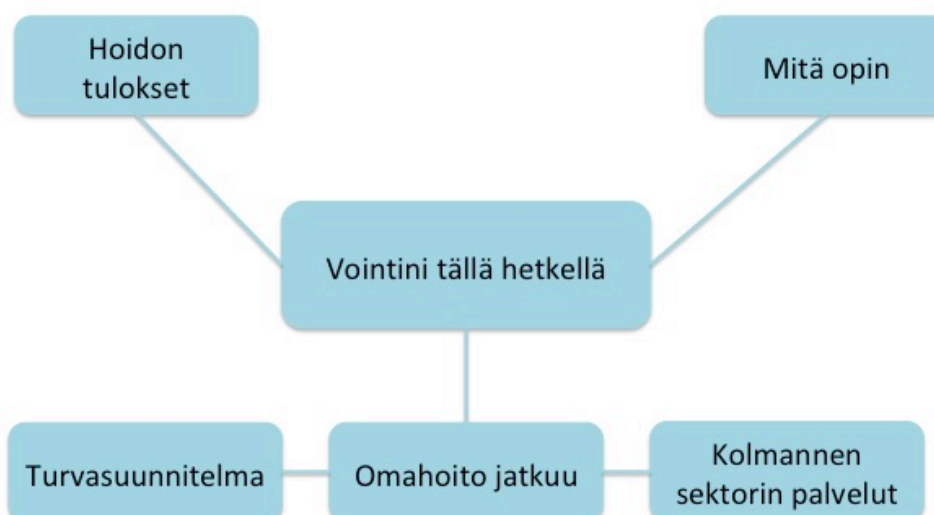 Hoidon
tulokset
Mitä opin
Vointini tällä hetkellä
Turvasuunnitelma
Omahoito jatkuu
Kolmannen
sektorin palvelut